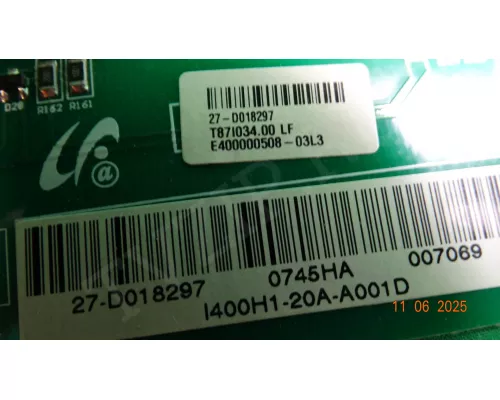 D20
R162
R161
27-D018297
T87I034.00 LF
E400000508-03L3
a
27-D018297
0745HA
007069
I400H1-20A-A001D
11 06 2025